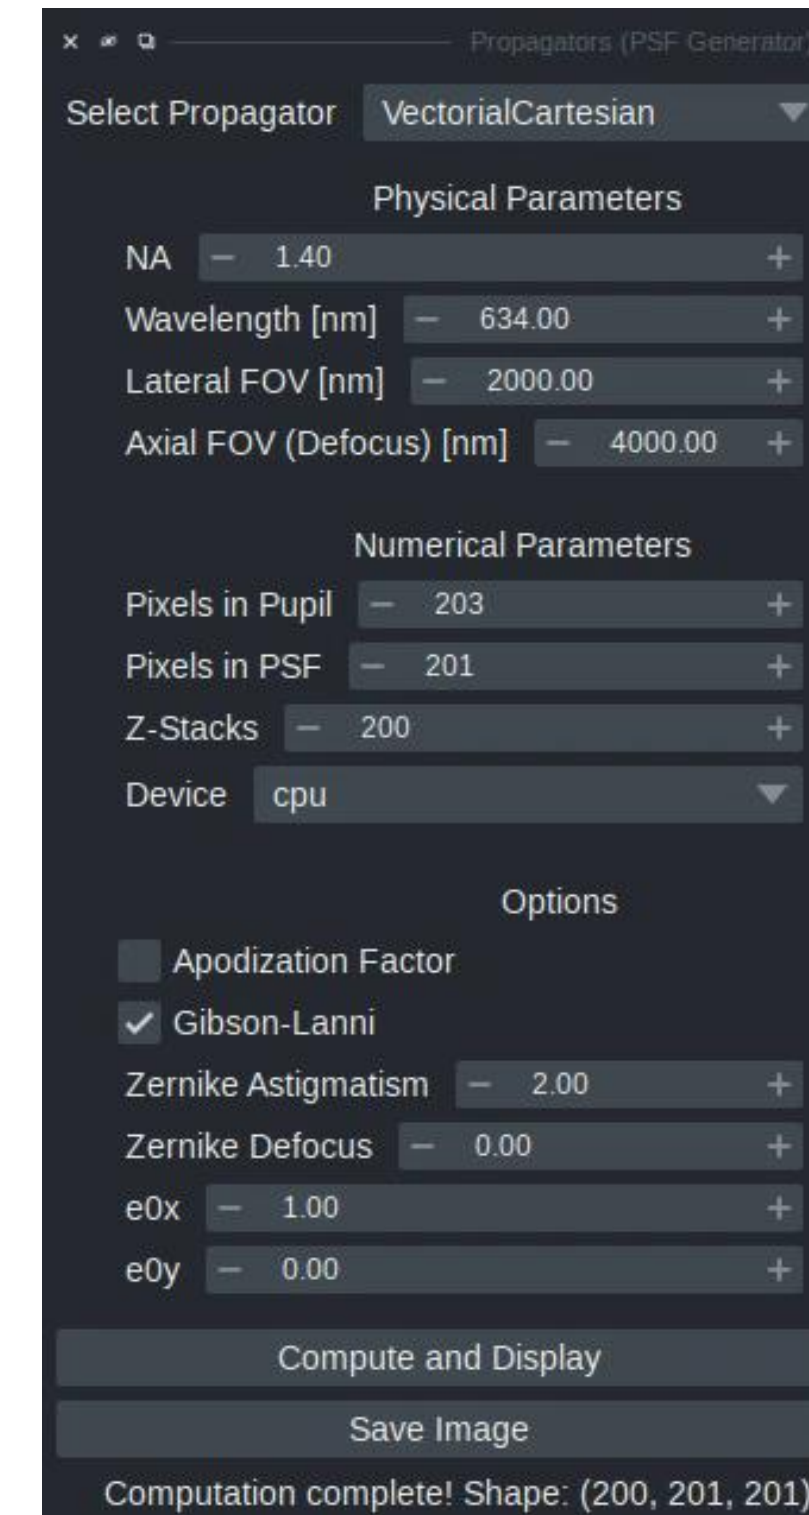 Propagators (PSF Generator)
Select Propagator VectorialCartesian
Physical Parameters
NA − 1.40 +
Wavelength [nm] − 634.00 +
Lateral FOV [nm] − 2000.00 +
Axial FOV (Defocus) [nm] − 4000.00 +
Numerical Parameters
Pixels in Pupil − 203 +
Pixels in PSF − 201 +
Z-Stacks − 200 +
Device cpu
Options
Apodization Factor
Gibson-Lanni
Zernike Astigmatism − 2.00 +
Zernike Defocus − 0.00 +
e0x − 1.00 +
e0y − 0.00 +
Compute and Display
Save Image
Computation complete! Shape: (200, 201, 201)